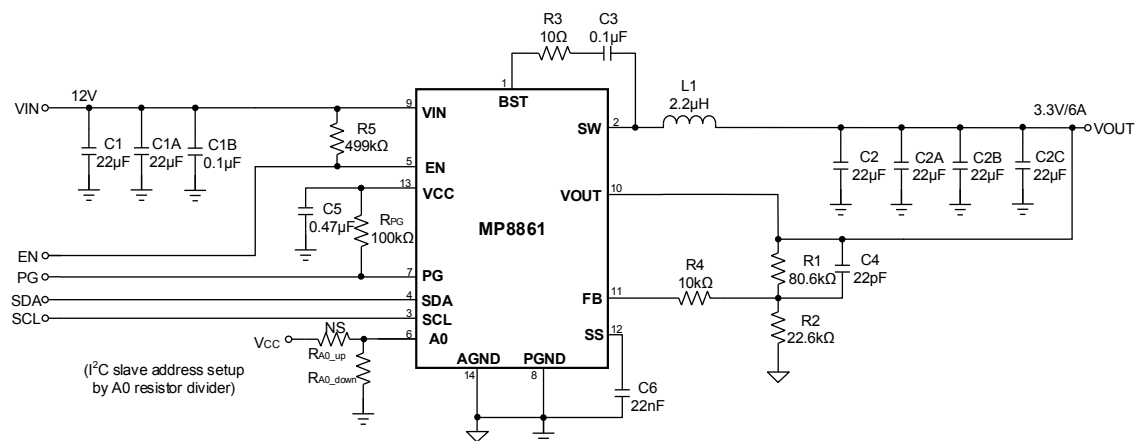 R3
10Ω
C3
0.1μF
1
BST
L1
2.2μH
VIN
12V
9
VIN
SW
2
3.3V/6A
VOUT
C1
22μF
C1A
22μF
C1B
0.1μF
R5
499kΩ
5
EN
13
VCC
C5
0.47μF
RPG
100kΩ
MP8861
VOUT
10
C2
22μF
C2A
22μF
C2B
22μF
C2C
22μF
EN
PG
7
PG
SDA
4
SDA
SCL
3
SCL
R4
10kΩ
FB
11
R1
80.6kΩ
C4
22pF
R2
22.6kΩ
SS
12
VCC
NS
6
A0
RA0_up
RA0_down
AGND
14
PGND
8
C6
22nF
(I²C slave address setup
by A0 resistor divider)